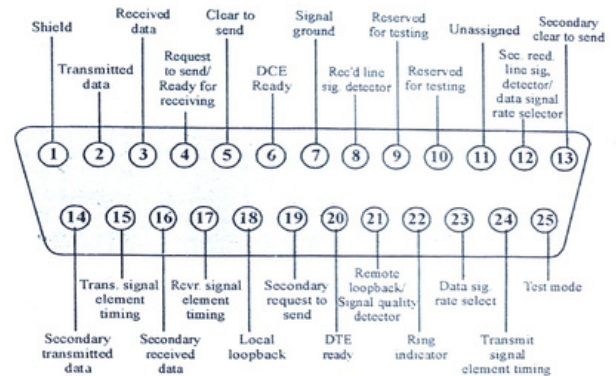 Shield
Transmitted
data
Received
data
Request
to send/
Ready for
receiving
Clear to
send
DCE
Ready
Signal
ground
Rec'd line
sig. detector
Reserved
for testing
Reserved
for testing
Unassigned
Sec. recd.
line sig,
detector/
data signal
rate selector
Secondary
clear to send
1 2 3 4 5 6 7 8 9 10 11 12 13
14 15 16 17 18 19 20 21 22 23 24 25
Secondary
transmitted
data
Trans. signal
element
timing
Secondary
received
data
Revr. signal
element
timing
Local
loopback
Secondary
request to
send
DTE
ready
Remote
loopback/
Signal quality
detector
Ring
indicator
Data sig.
rate select
Transmit
signal
element timing
Test mode